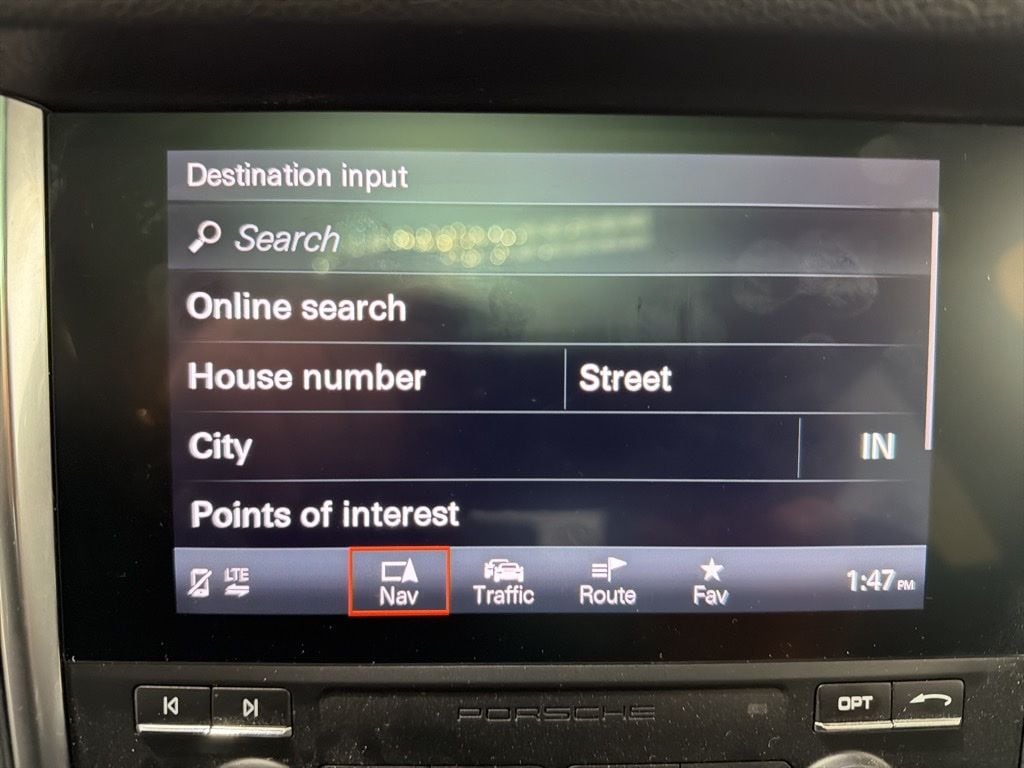 Destination input
Search
Online search
House number Street
City IN
Points of interest
LTE Nav Traffic Route Fav 1:47 PM
PORSCHE
OPT